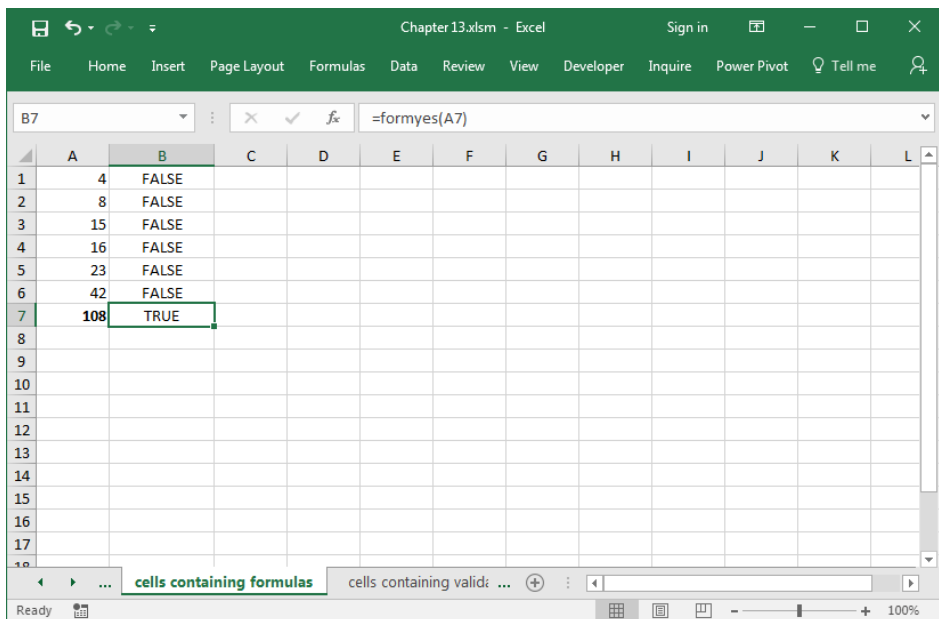 Chapter 13.xlsm - Excel Sign in
File Home Insert Page Layout Formulas Data Review View Developer Inquire Power Pivot Tell me
B7 fx =formyes(A7)
A B C D E F G H I J K L
1 4 FALSE
2 8 FALSE
3 15 FALSE
4 16 FALSE
5 23 FALSE
6 42 FALSE
7 108 TRUE
8
9
10
11
12
13
14
15
16
17
18
... cells containing formulas cells containing valida ...
Ready 100%